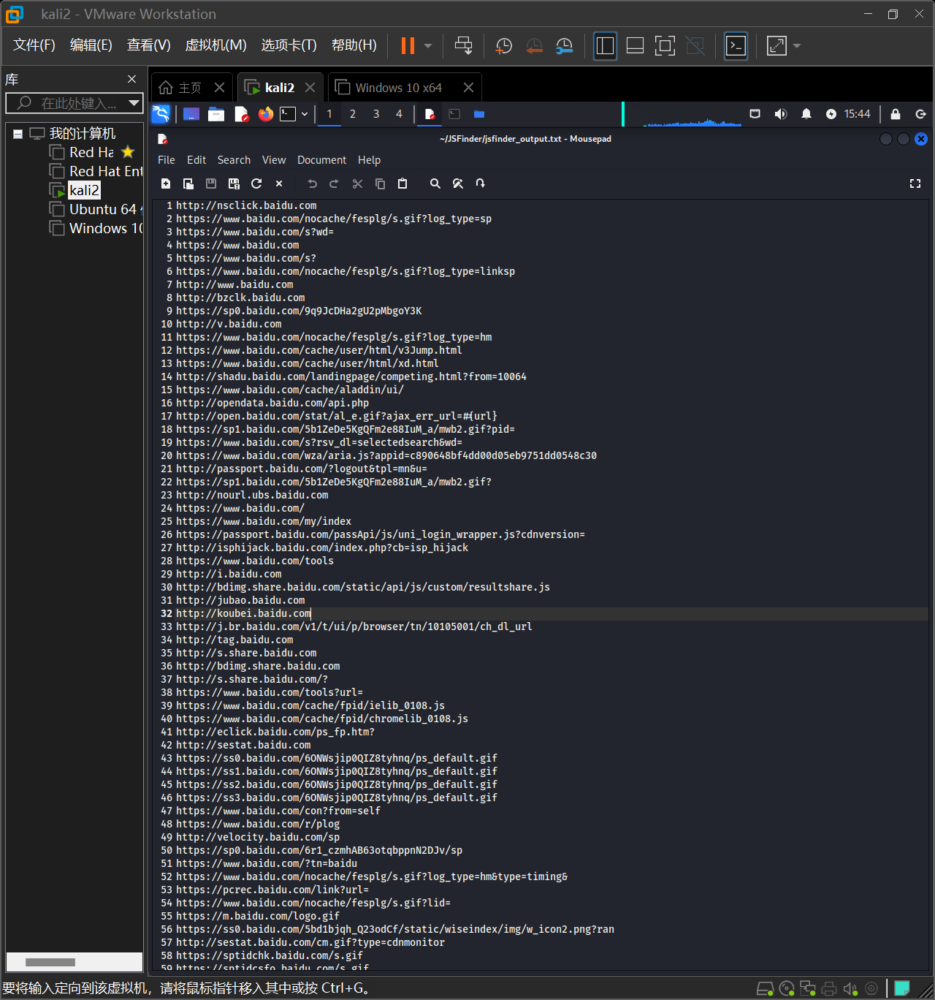 kali2 - VMware Workstation
文件(F) 编辑(E) 查看(V) 虚拟机(M) 选项卡(T) 帮助(H)
库
在此处键入...
我的计算机
Red Ha
Red Hat Ent
kali2
Ubuntu 64
Windows 10
主页
kali2
Windows 10 x64
1 2 3 4
15:44
~/JSFinder/jsfinder_output.txt - Mousepad
File Edit Search View Document Help
1 http://nsclick.baidu.com
2 https://www.baidu.com/nocache/fesplg/s.gif?log_type=sp
3 https://www.baidu.com/s?wd=
4 https://www.baidu.com
5 https://www.baidu.com/s?
6 https://www.baidu.com/nocache/fesplg/s.gif?log_type=linksp
7 http://www.baidu.com
8 http://bzclk.baidu.com
9 https://sp0.baidu.com/9q9JcDHa2gU2pMbgoY3K
10 http://v.baidu.com
11 https://www.baidu.com/nocache/fesplg/s.gif?log_type=hm
12 https://www.baidu.com/cache/user/html/v3Jump.html
13 https://www.baidu.com/cache/user/html/xd.html
14 http://shadu.baidu.com/landingpage/competing.html?from=10064
15 https://www.baidu.com/cache/aladdin/ui/
16 http://opendata.baidu.com/api.php
17 http://open.baidu.com/stat/al_e.gif?ajax_err_url=#{url}
18 https://sp1.baidu.com/5b1ZeDe5KgQFm2e88IuM_a/mwb2.gif?pid=
19 https://www.baidu.com/s?rsv_dl=selectedsearch&wd=
20 https://www.baidu.com/wza/aria.js?appid=c890648bf4dd00d05eb9751dd0548c30
21 http://passport.baidu.com/?logout&tpl=mn&u=
22 https://sp1.baidu.com/5b1ZeDe5KgQFm2e88IuM_a/mwb2.gif?
23 http://nourl.ubs.baidu.com
24 https://www.baidu.com/
25 https://www.baidu.com/my/index
26 https://passport.baidu.com/passApi/js/uni_login_wrapper.js?cdnversion=
27 http://isphijack.baidu.com/index.php?cb=isp_hijack
28 https://www.baidu.com/tools
29 http://i.baidu.com
30 http://bdimg.share.baidu.com/static/api/js/custom/resultshare.js
31 http://jubao.baidu.com
32 http://koubei.baidu.com
33 http://j.br.baidu.com/v1/t/ui/p/browser/tn/10105001/ch_dl_url
34 http://tag.baidu.com
35 http://s.share.baidu.com
36 http://bdimg.share.baidu.com
37 http://s.share.baidu.com/?
38 https://www.baidu.com/tools?url=
39 https://www.baidu.com/cache/fpid/ielib_0108.js
40 https://www.baidu.com/cache/fpid/chromelib_0108.js
41 http://eclick.baidu.com/ps_fp.htm?
42 http://sestat.baidu.com
43 https://ss0.baidu.com/6ONWsjip0QIZ8tyhnq/ps_default.gif
44 https://ss1.baidu.com/6ONWsjip0QIZ8tyhnq/ps_default.gif
45 https://ss2.baidu.com/6ONWsjip0QIZ8tyhnq/ps_default.gif
46 https://ss3.baidu.com/6ONWsjip0QIZ8tyhnq/ps_default.gif
47 https://www.baidu.com/con?from=self
48 https://www.baidu.com/r/plog
49 http://velocity.baidu.com/sp
50 https://sp0.baidu.com/6r1_czmhAB63otqbppnN2DJv/sp
51 https://www.baidu.com/?tn=baidu
52 https://www.baidu.com/nocache/fesplg/s.gif?log_type=hm&type=timing&
53 https://pcrec.baidu.com/link?url=
54 https://www.baidu.com/nocache/fesplg/s.gif?lid=
55 https://m.baidu.com/logo.gif
56 https://ss0.baidu.com/5bd1bjqh_Q23odCf/static/wiseindex/img/w_icon2.png?ran
57 http://sestat.baidu.com/cm.gif?type=cdnmonitor
58 https://sptidchk.baidu.com/s.gif
59 https://sptidcsfo.baidu.com/s.gif
要将输入定向到该虚拟机，请将鼠标指针移入其中或按 Ctrl+G。